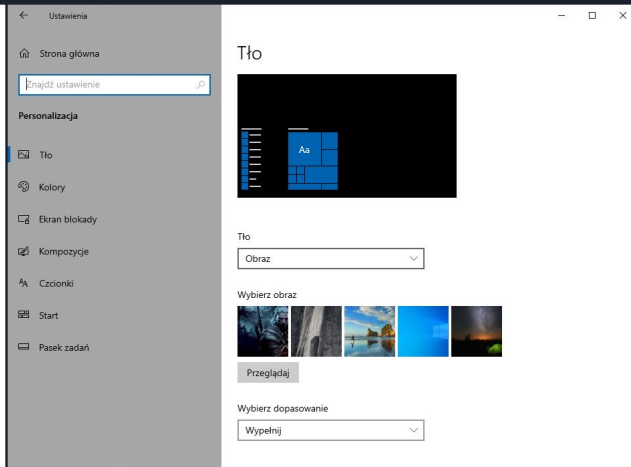 Ustawienia
Strona główna
Znajdź ustawienie
Personalizacja
Tło
Kolory
Ekran blokady
Kompozycje
Czcionki
Start
Pasek zadań
Tło
Aa
Tło
Obraz
Wybierz obraz
Przeglądaj
Wybierz dopasowanie
Wypełnij